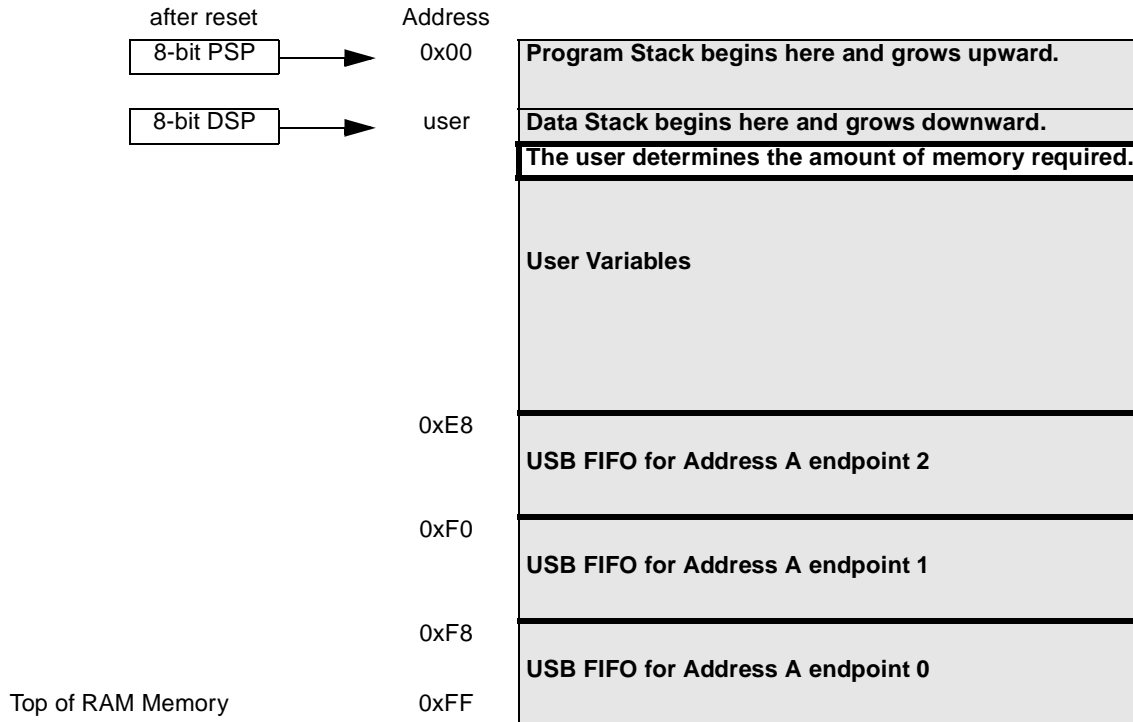 after reset Address
8-bit PSP 0x00 Program Stack begins here and grows upward.
8-bit DSP user Data Stack begins here and grows downward.
The user determines the amount of memory required.
User Variables
0xE8
USB FIFO for Address A endpoint 2
0xF0
USB FIFO for Address A endpoint 1
0xF8
USB FIFO for Address A endpoint 0
Top of RAM Memory 0xFF